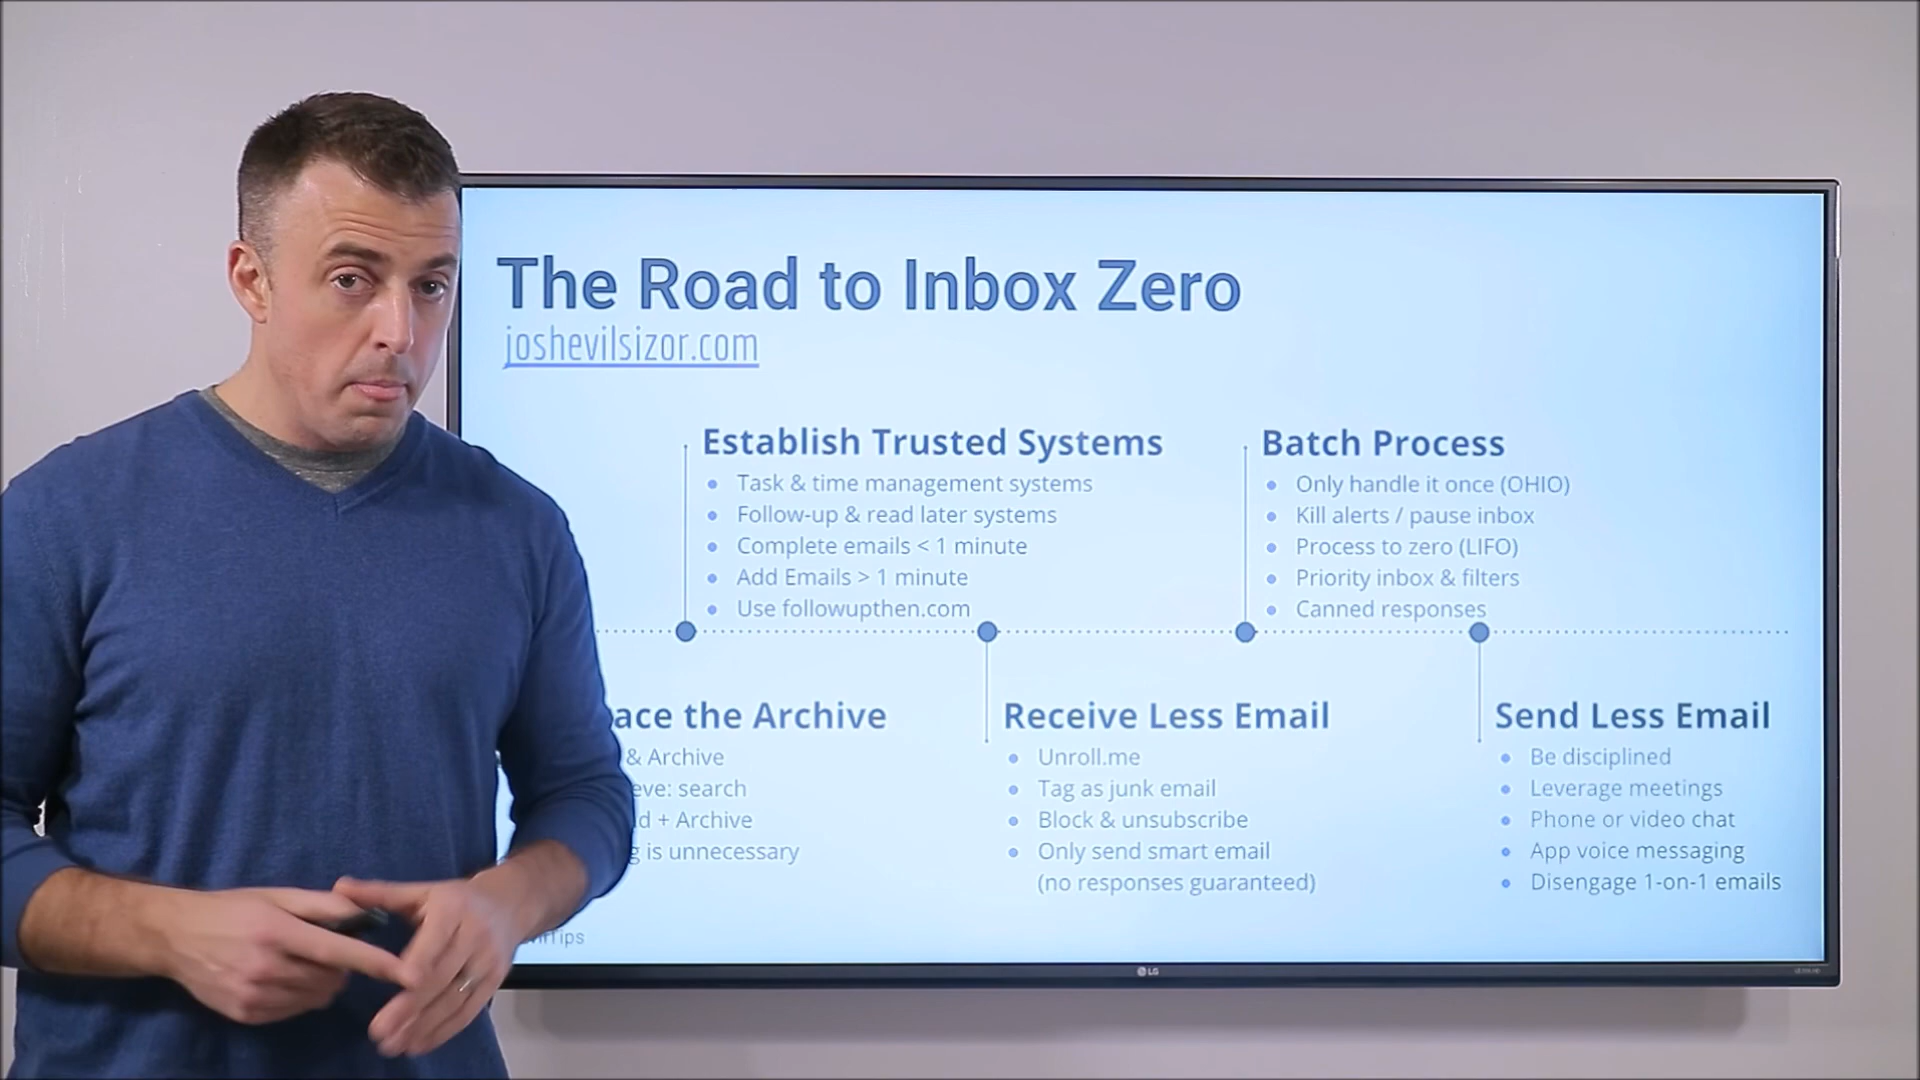 The Road to Inbox Zero
joshevilsizor.com
Establish Trusted Systems
Task & time management systems
Follow-up & read later systems
Complete emails < 1 minute
Add Emails > 1 minute
Use followupthen.com
Batch Process
Only handle it once (OHIO)
Kill alerts / pause inbox
Process to zero (LIFO)
Priority inbox & filters
Canned responses
the Archive
& Archive
search
+ Archive
is unnecessary
Receive Less Email
Unroll.me
Tag as junk email
Block & unsubscribe
Only send smart email
(no responses guaranteed)
Send Less Email
Be disciplined
Leverage meetings
Phone or video chat
App voice messaging
Disengage 1-on-1 emails
LG